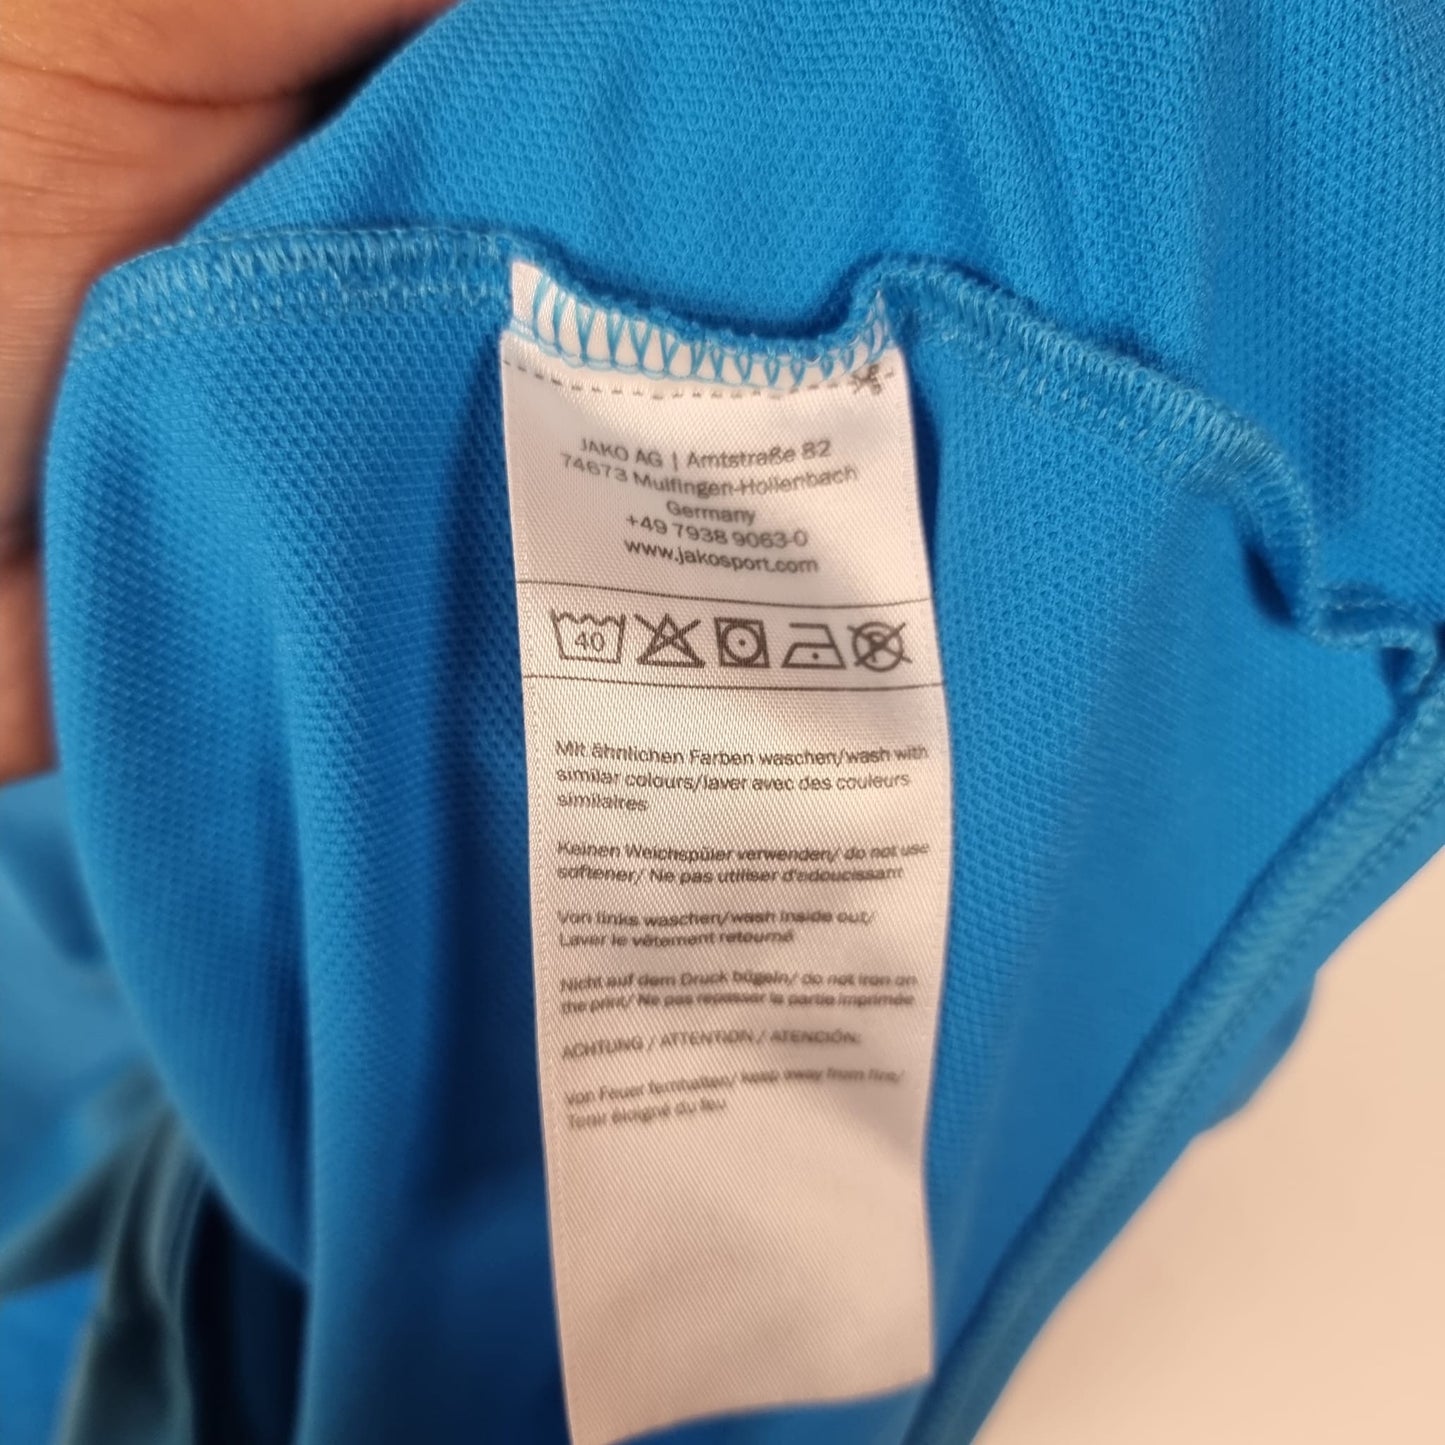 JAKO AG | Amtstraße 82
74673 Mulfingen-Hollenbach
Germany
+49 7938 9063-0
www.jakosport.com
40
P
Mit ähnlichen Farben waschen/wash with
similar colours/laver avec des couleurs
similaires
Keinen Weichspüler verwenden/ do not use
softener/ Ne pas utiliser d'edoucissant
Von links waschen/wash inside out/
Laver le vêtement retourné
Nicht auf dem Druck bügeln/ do not iron on
the print/ Ne pas repasser la partie imprimée
ACHTUNG / ATTENTION / ATENCIÓN:
von Feuer fernhalten/ keep away from fire/
Tenir éloigné du feu